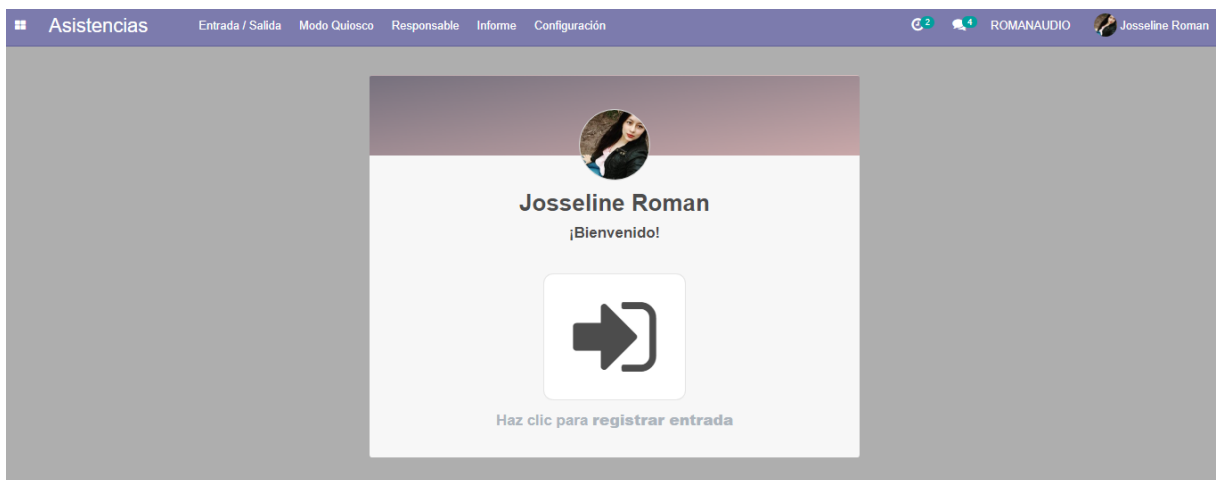 Asistencias Entrada / Salida Modo Quiosco Responsable Informe Configuración 2 4 ROMANAUDIO Josseline Roman
Josseline Roman
¡Bienvenido!
Haz clic para registrar entrada